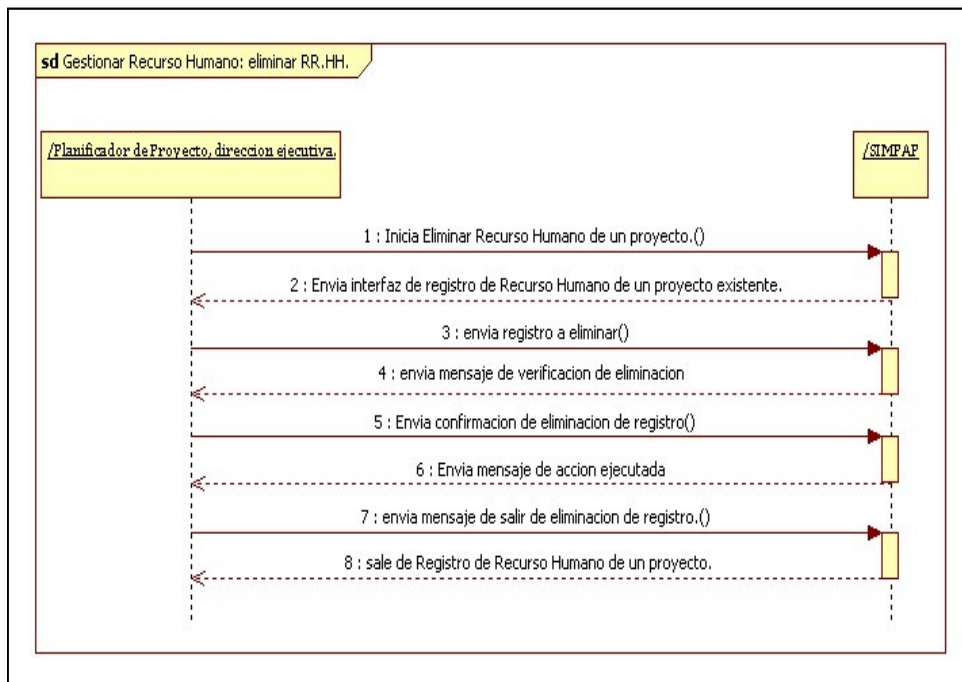 sd Gestionar Recurso Humano: eliminar RR.HH.
/Planificador de Proyecto, direccion ejecutiva.
/SIMPAP
1 : Inicia Eliminar Recurso Humano de un proyecto.()
2 : Envia interfaz de registro de Recurso Humano de un proyecto existente.
3 : envia registro a eliminar()
4 : envia mensaje de verificacion de eliminacion
5 : Envia confirmacion de eliminacion de registro()
6 : Envia mensaje de accion ejecutada
7 : envia mensaje de salir de eliminacion de registro.()
8 : sale de Registro de Recurso Humano de un proyecto.